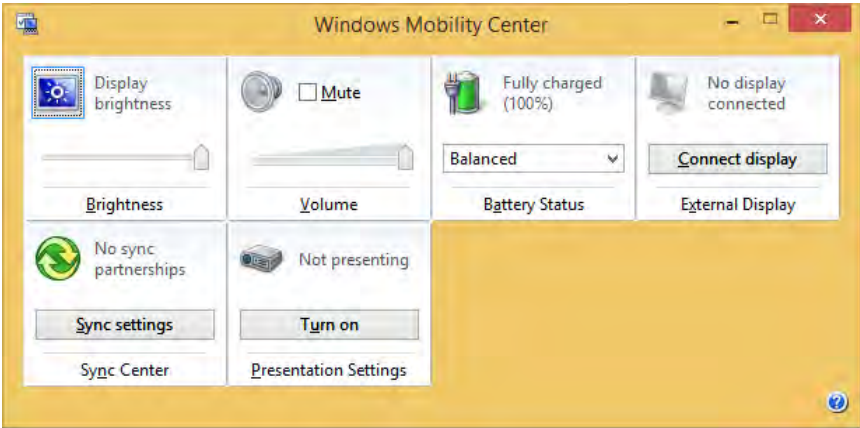 Windows Mobility Center
Display
brightness
Brightness
Mute
Volume
Fully charged
(100%)
Balanced
Battery Status
No display
connected
Connect display
External Display
No sync
partnerships
Sync settings
Sync Center
Not presenting
Turn on
Presentation Settings